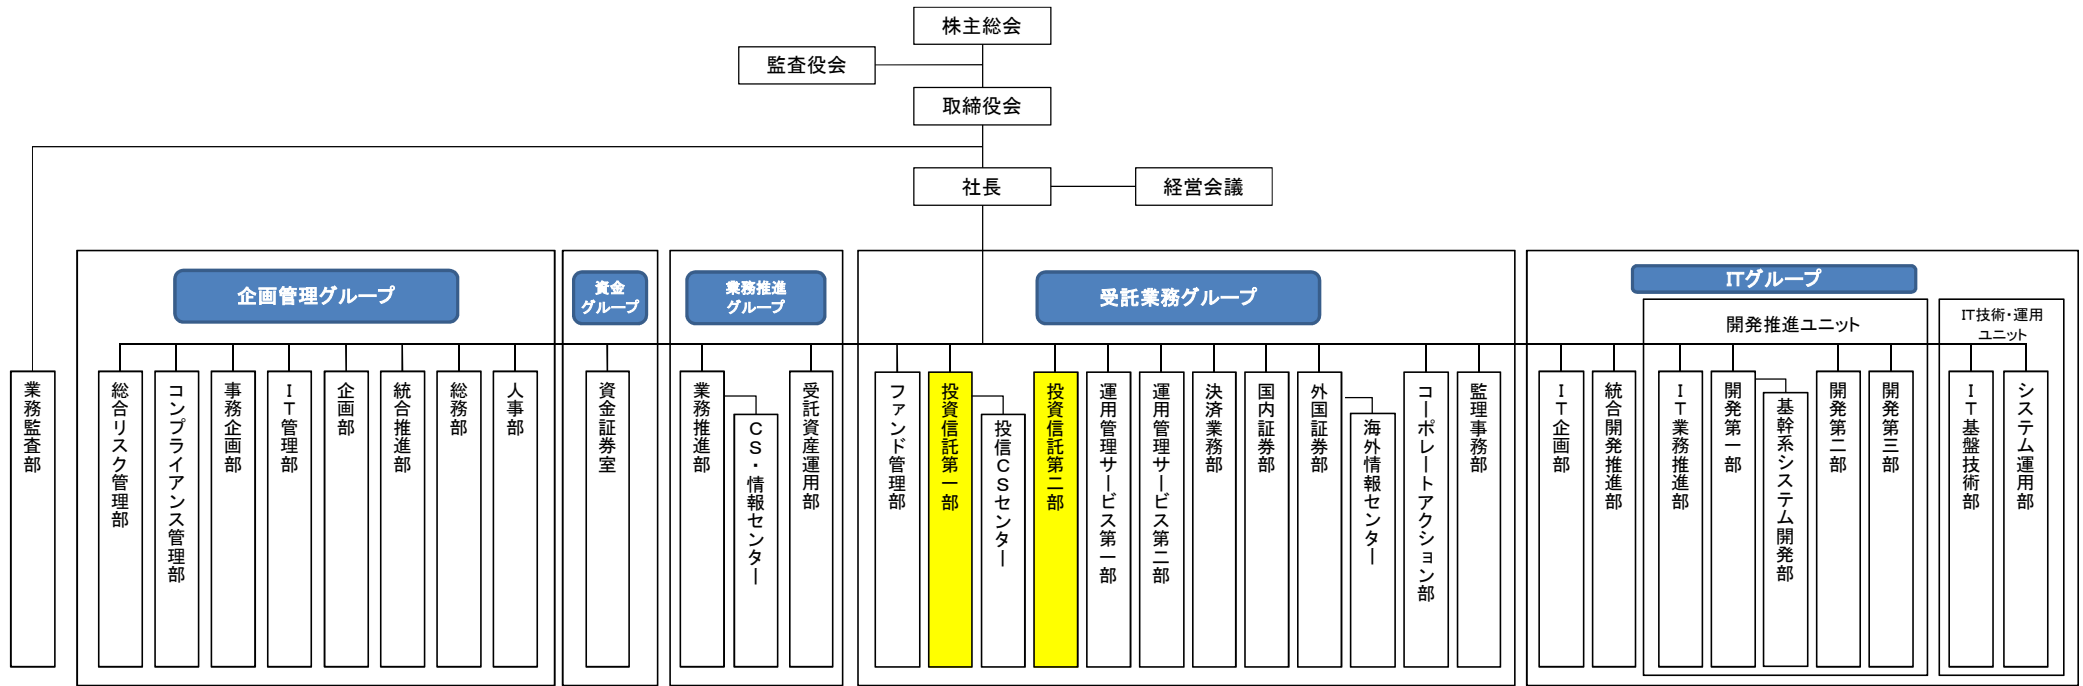 株主総会
監査役会
取締役会
社長
経営会議
企画管理グループ
資金
グループ
業務推進
グループ
受託業務グループ
ITグループ
開発推進ユニット
IT技術・運用
ユニット
業務監査部
総合リスク管理部
コンプライアンス管理部
事務企画部
ＩＴ管理部
企画部
統合推進部
総務部
人事部
資金証券室
業務推進部
ＣＳ・情報センター
受託資産運用部
ファンド管理部
投資信託第一部
投信ＣＳセンター
投資信託第二部
運用管理サービス第一部
運用管理サービス第二部
決済業務部
国内証券部
外国証券部
海外情報センター
コーポレートアクション部
監理事務部
ＩＴ企画部
統合開発推進部
ＩＴ業務推進部
開発第一部
基幹系システム開発部
開発第二部
開発第三部
ＩＴ基盤技術部
システム運用部